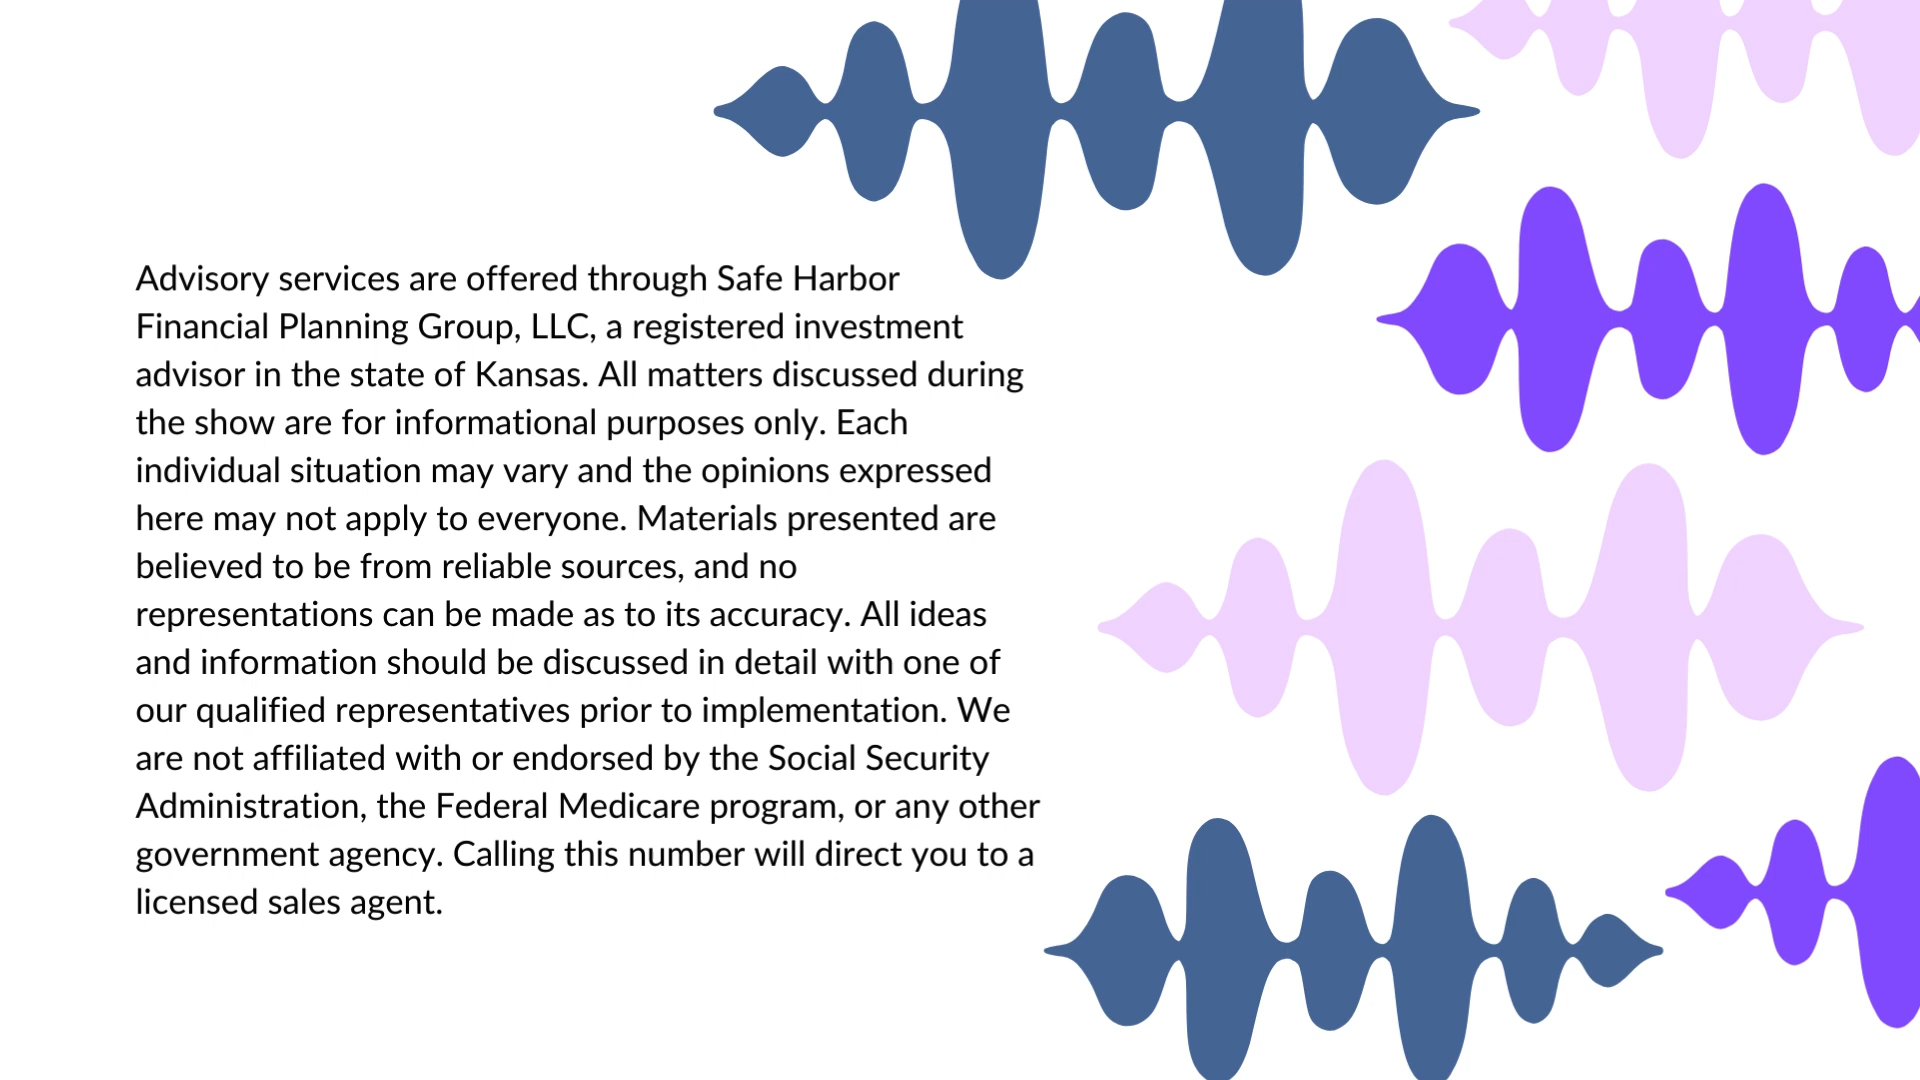 Advisory services are offered through Safe Harbor
Financial Planning Group, LLC, a registered investment
advisor in the state of Kansas. All matters discussed during
the show are for informational purposes only. Each
individual situation may vary and the opinions expressed
here may not apply to everyone. Materials presented are
believed to be from reliable sources, and no
representations can be made as to its accuracy. All ideas
and information should be discussed in detail with one of
our qualified representatives prior to implementation. We
are not affiliated with or endorsed by the Social Security
Administration, the Federal Medicare program, or any other
government agency. Calling this number will direct you to a
licensed sales agent.